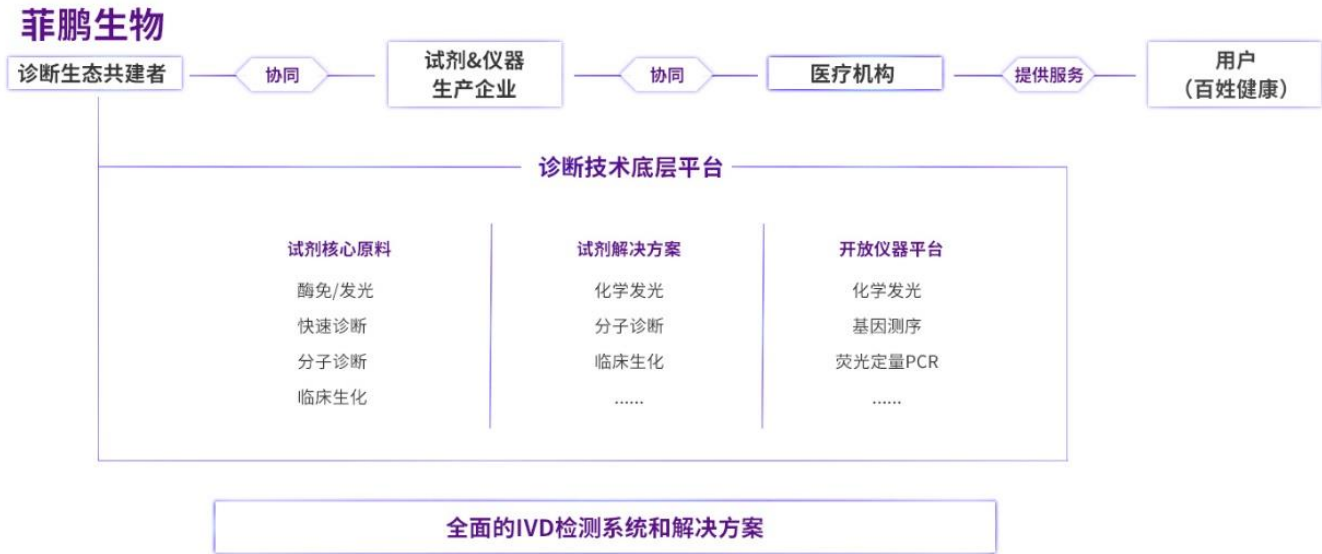 菲鹏生物
诊断生态共建者
协同
试剂&仪器
生产企业
协同
医疗机构
提供服务
用户
（百姓健康）
诊断技术底层平台
试剂核心原料
酶免/发光
快速诊断
分子诊断
临床生化
试剂解决方案
化学发光
分子诊断
临床生化
......
开放仪器平台
化学发光
基因测序
荧光定量PCR
......
全面的IVD检测系统和解决方案